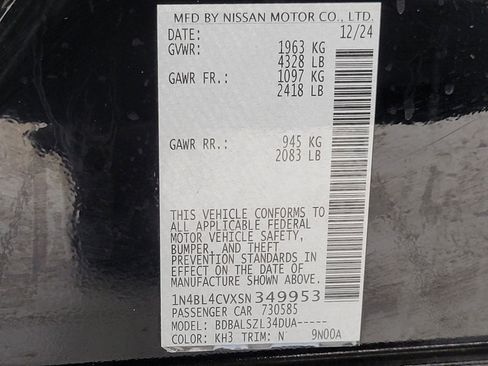 MFD BY NISSAN MOTOR CO., LTD.
DATE: 12/24
GVWR: 1963 KG
4328 LB
GAWR FR.: 1097 KG
2418 LB
GAWR RR.: 945 KG
2083 LB
THIS VEHICLE CONFORMS TO
ALL APPLICABLE FEDERAL
MOTOR VEHICLE SAFETY,
BUMPER, AND THEFT
PREVENTION STANDARDS IN
EFFECT ON THE DATE OF
MANUFACTURE SHOWN ABOVE.
1N4BL4CVXSN349953
PASSENGER CAR 730585
MODEL: BDBALSZL34DUA-----
COLOR: KH3 TRIM: N 9N00A